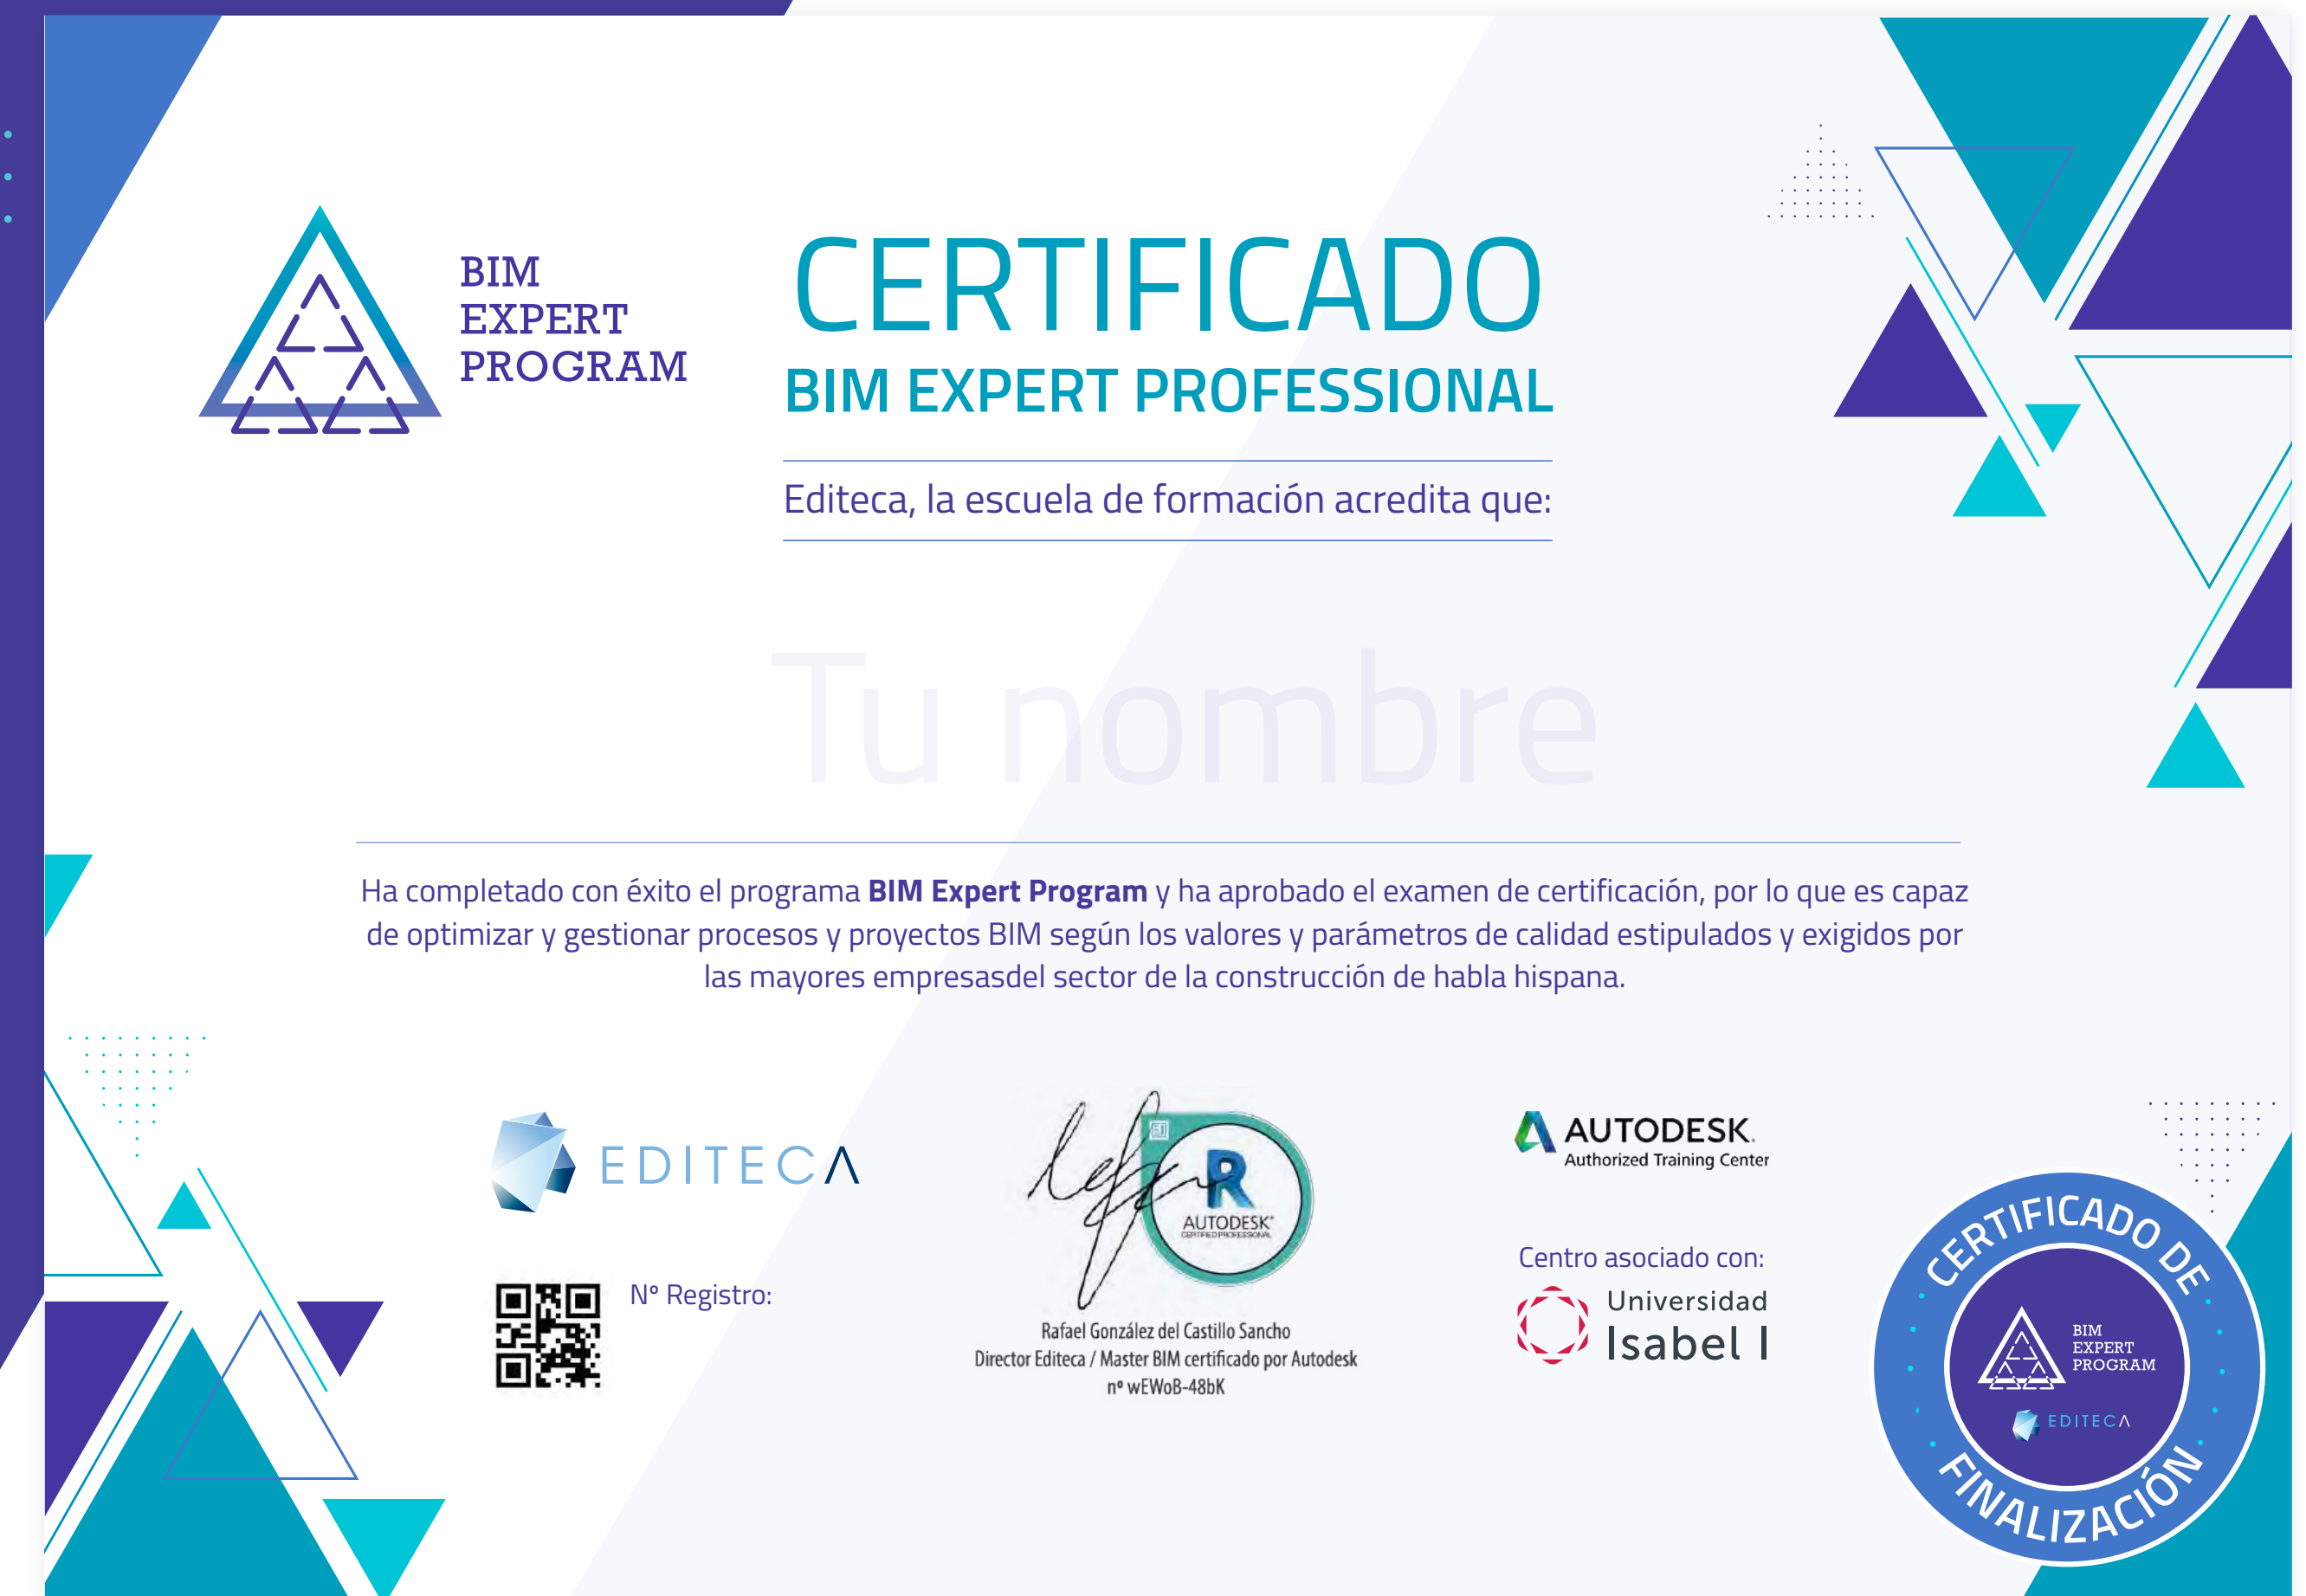 BIM
EXPERT
PROGRAM
CERTIFICADO
BIM EXPERT PROFESSIONAL
Editeca, la escuela de formación acredita que:
Tu nombre
Ha completado con éxito el programa BIM Expert Program y ha aprobado el examen de certificación, por lo que es capaz
de optimizar y gestionar procesos y proyectos BIM según los valores y parámetros de calidad estipulados y exigidos por
las mayores empresasdel sector de la construcción de habla hispana.
EDITECA
Nº Registro:
R
AUTODESK®
CERTIFIED PROFESSIONAL
Rafael González del Castillo Sancho
Director Editeca / Master BIM certificado por Autodesk
nº wEWoB-48bK
AUTODESK.
Authorized Training Center
Centro asociado con:
Universidad
Isabel I
CERTIFICADO DE
BIM
EXPERT
PROGRAM
EDITECA
FINALIZACIÓN